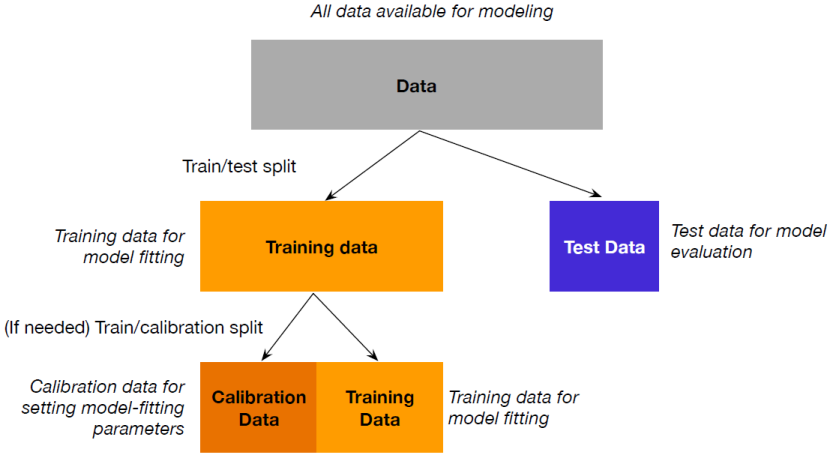 All data available for modeling
Data
Train/test split
Training data for
model fitting
Training data
Test Data
Test data for model
evaluation
(If needed) Train/calibration split
Calibration data for
setting model-fitting
parameters
Calibration
Data
Training
Data
Training data for
model fitting